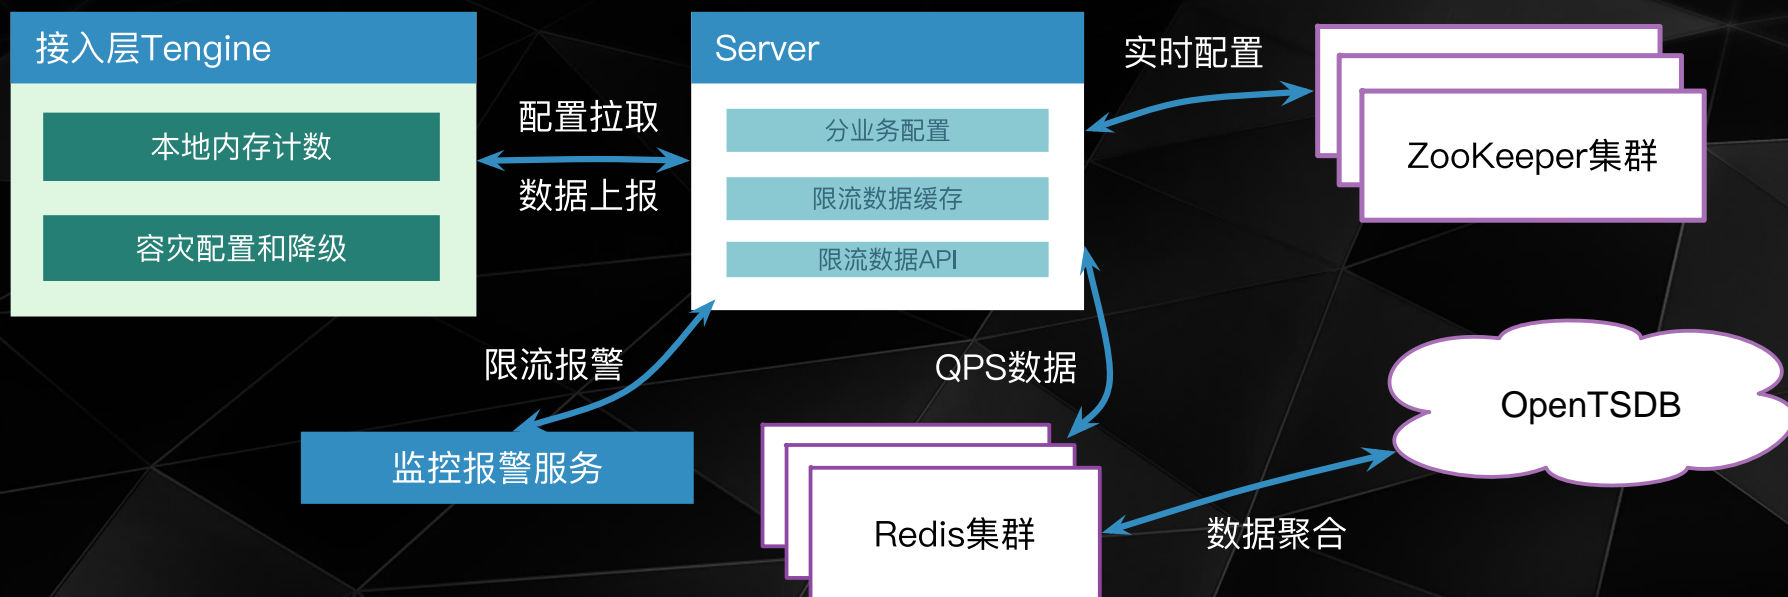 接入层Tengine
本地内存计数
容灾配置和降级
配置拉取
数据上报
Server
分业务配置
限流数据缓存
限流数据API
实时配置
ZooKeeper集群
限流报警
监控报警服务
QPS数据
Redis集群
数据聚合
OpenTSDB